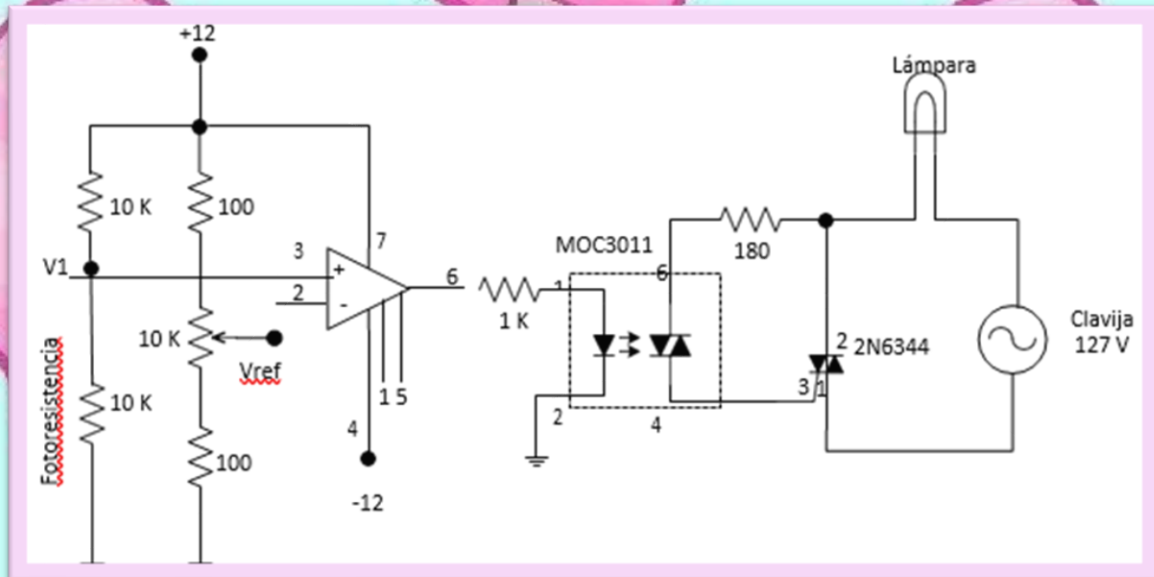 +12
Lámpara
10 K
100
3
7
MOC3011
V1
+
6
6
180
2
-
1
1 K
10 K
Vref
2
2N6344
Clavija
127 V
3
1
Fotoresistencia
10 K
1 5
2
4
4
100
-12